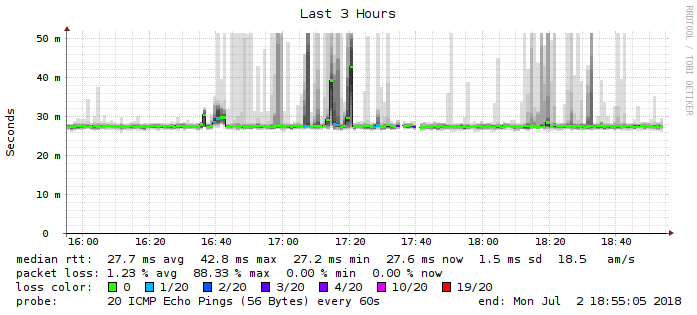 Last 3 Hours
RRDTOOL / TOBI OETIKER
Seconds
50 m
40 m
30 m
20 m
10 m
0
16:00 16:20 16:40 17:00 17:20 17:40 18:00 18:20 18:40
median rtt: 27.7 ms avg 42.8 ms max 27.2 ms min 27.6 ms now 1.5 ms sd 18.5 am/s
packet loss: 1.23 % avg 88.33 % max 0.00 % min 0.00 % now
loss color: 0 1/20 2/20 3/20 4/20 10/20 19/20
probe: 20 ICMP Echo Pings (56 Bytes) every 60s end: Mon Jul 2 18:55:05 2018